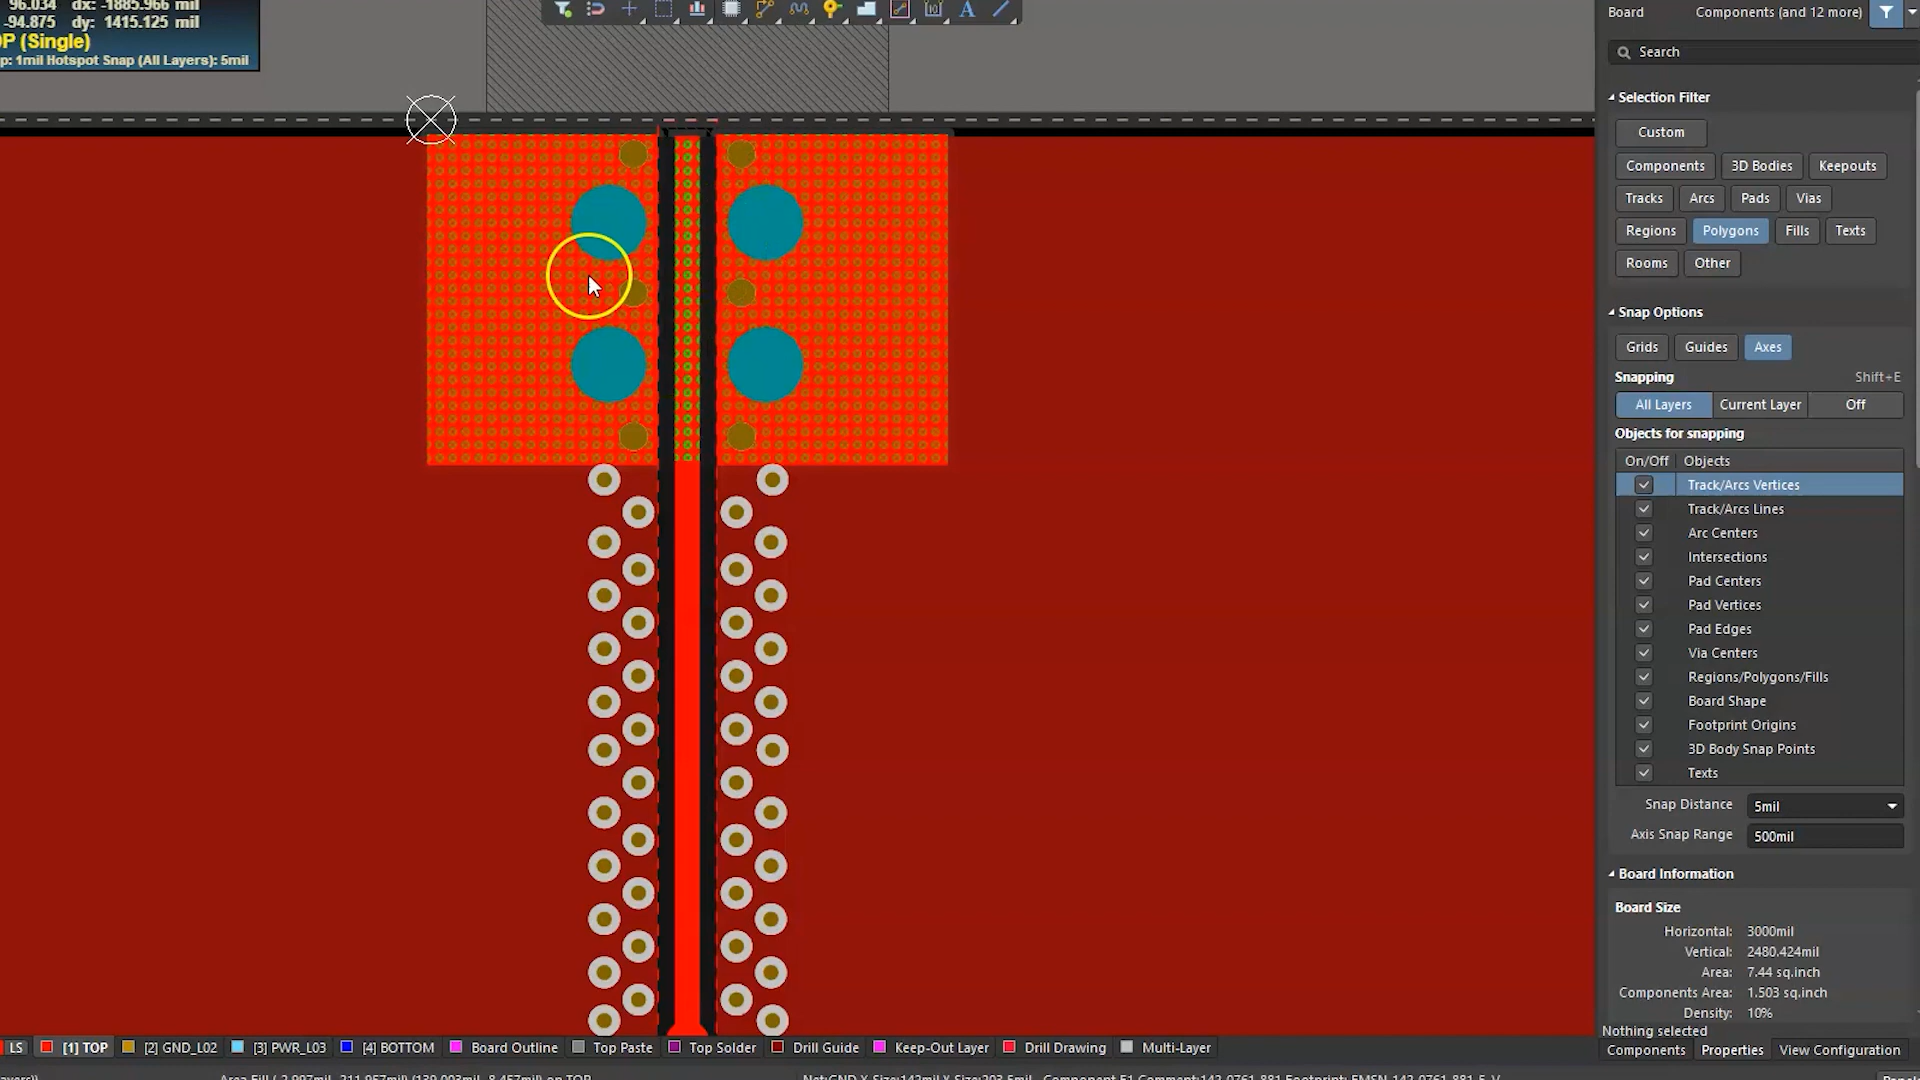 96.034 dx: -1885.966 mil
-94.875 dy: 1415.125 mil
OP (Single)
p: 1mil Hotspot Snap (All Layers): 5mil
Board Components (and 12 more)
Search
Selection Filter
Custom
Components 3D Bodies Keepouts
Tracks Arcs Pads Vias
Regions Polygons Fills Texts
Rooms Other
Snap Options
Grids Guides Axes
Snapping Shift+E
All Layers Current Layer Off
Objects for snapping
On/Off Objects
Track/Arcs Vertices
Track/Arcs Lines
Arc Centers
Intersections
Pad Centers
Pad Vertices
Pad Edges
Via Centers
Regions/Polygons/Fills
Board Shape
Footprint Origins
3D Body Snap Points
Texts
Snap Distance 5mil
Axis Snap Range 500mil
Board Information
Board Size
Horizontal: 3000mil
Vertical: 2480.424mil
Area: 7.44 sq.inch
Components Area: 1.503 sq.inch
Density: 10%
Nothing selected
Components Properties View Configuration
LS [1] TOP [2] GND_L02 [3] PWR_L03 [4] BOTTOM Board Outline Top Paste Top Solder Drill Guide Keep-Out Layer Drill Drawing Multi-Layer